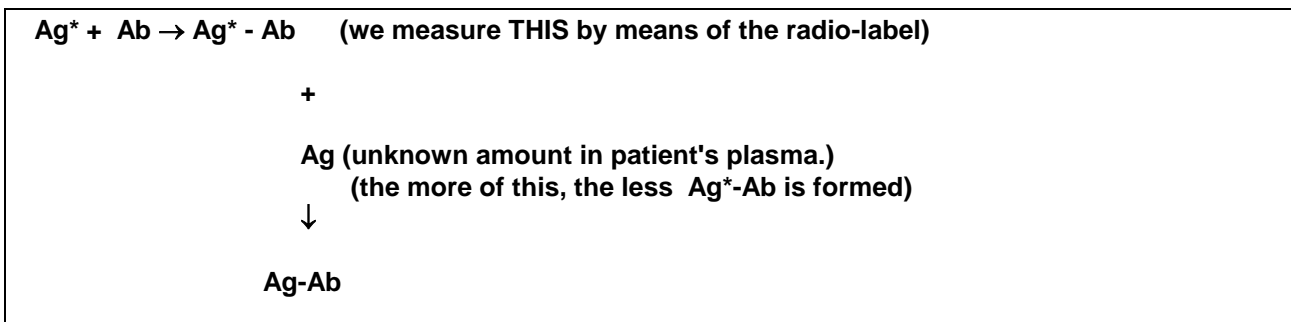 Ag* + Ab → Ag* - Ab (we measure THIS by means of the radio-label)
+
Ag (unknown amount in patient's plasma.)
(the more of this, the less Ag*-Ab is formed)
↓
Ag-Ab